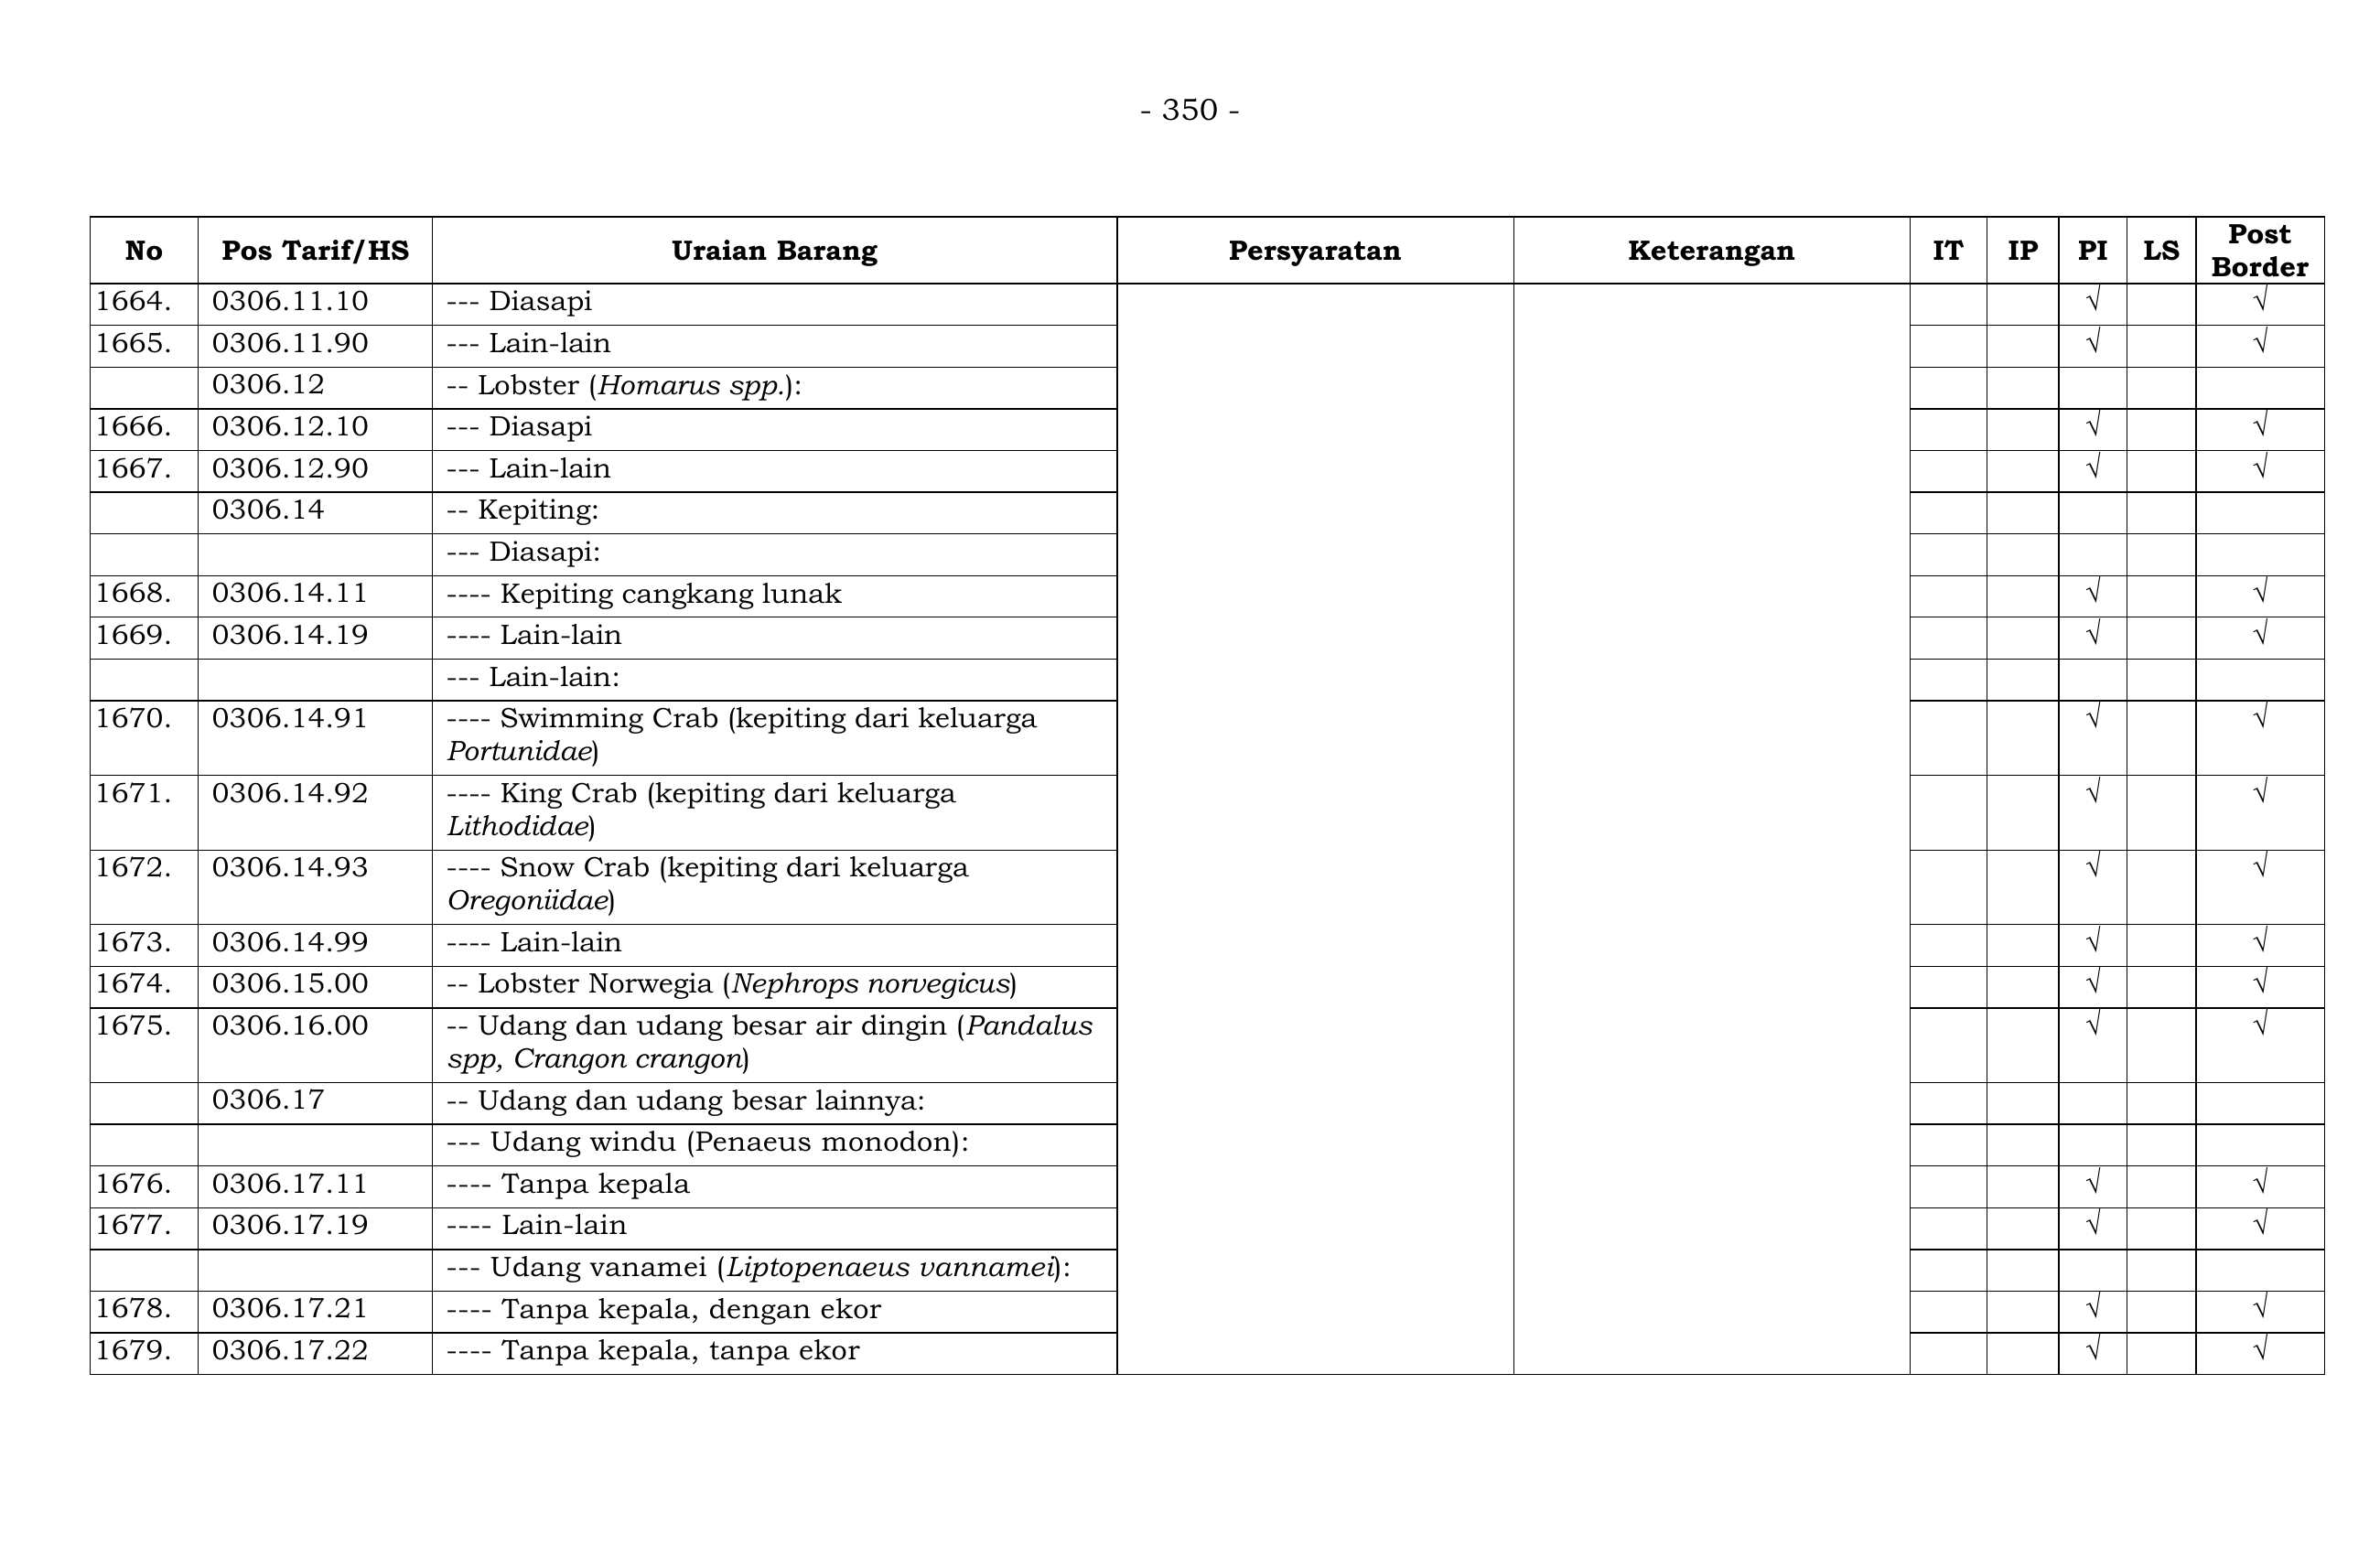 - 350 -
No Pos Tarif/HS Uraian Barang Persyaratan Keterangan IT IP PI LS Post Border
1664. 0306.11.10 --- Diasapi √ √
1665. 0306.11.90 --- Lain-lain √ √
0306.12 -- Lobster (Homarus spp.):
1666. 0306.12.10 --- Diasapi √ √
1667. 0306.12.90 --- Lain-lain √ √
0306.14 -- Kepiting:
--- Diasapi:
1668. 0306.14.11 ---- Kepiting cangkang lunak √ √
1669. 0306.14.19 ---- Lain-lain √ √
--- Lain-lain:
1670. 0306.14.91 ---- Swimming Crab (kepiting dari keluarga √ √
Portunidae)
1671. 0306.14.92 ---- King Crab (kepiting dari keluarga √ √
Lithodidae)
1672. 0306.14.93 ---- Snow Crab (kepiting dari keluarga √ √
Oregoniidae)
1673. 0306.14.99 ---- Lain-lain √ √
1674. 0306.15.00 -- Lobster Norwegia (Nephrops norvegicus) √ √
1675. 0306.16.00 -- Udang dan udang besar air dingin (Pandalus √ √
spp, Crangon crangon)
0306.17 -- Udang dan udang besar lainnya:
--- Udang windu (Penaeus monodon):
1676. 0306.17.11 ---- Tanpa kepala √ √
1677. 0306.17.19 ---- Lain-lain √ √
--- Udang vanamei (Liptopenaeus vannamei):
1678. 0306.17.21 ---- Tanpa kepala, dengan ekor √ √
1679. 0306.17.22 ---- Tanpa kepala, tanpa ekor √ √